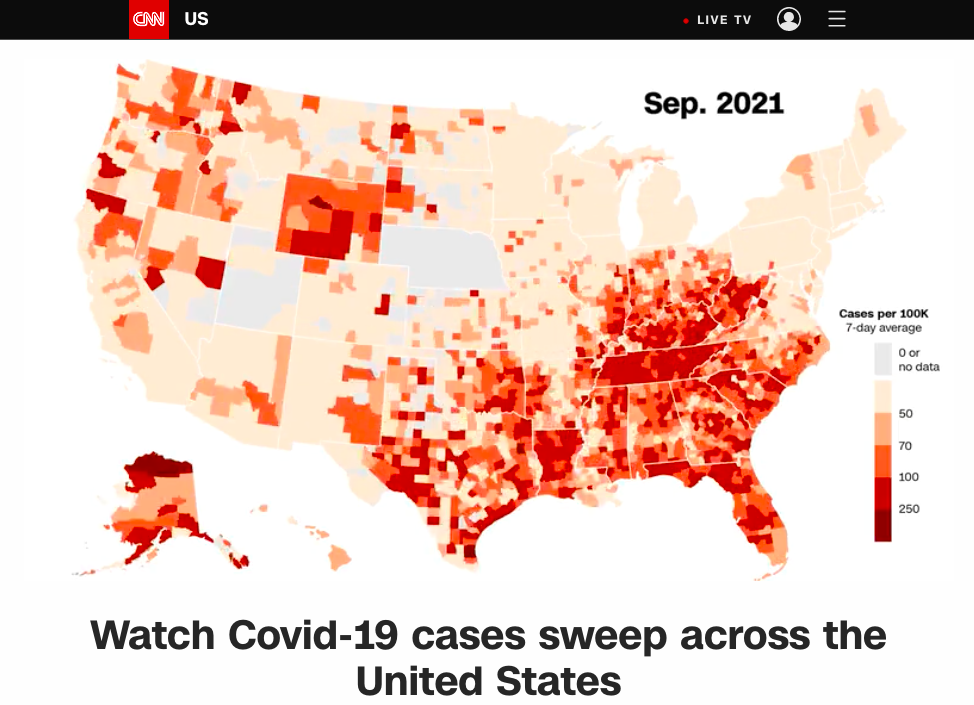 CNN US
LIVE TV
Sep. 2021
Cases per 100K
7-day average
0 or
no data
50
70
100
250
Watch Covid-19 cases sweep across the
United States